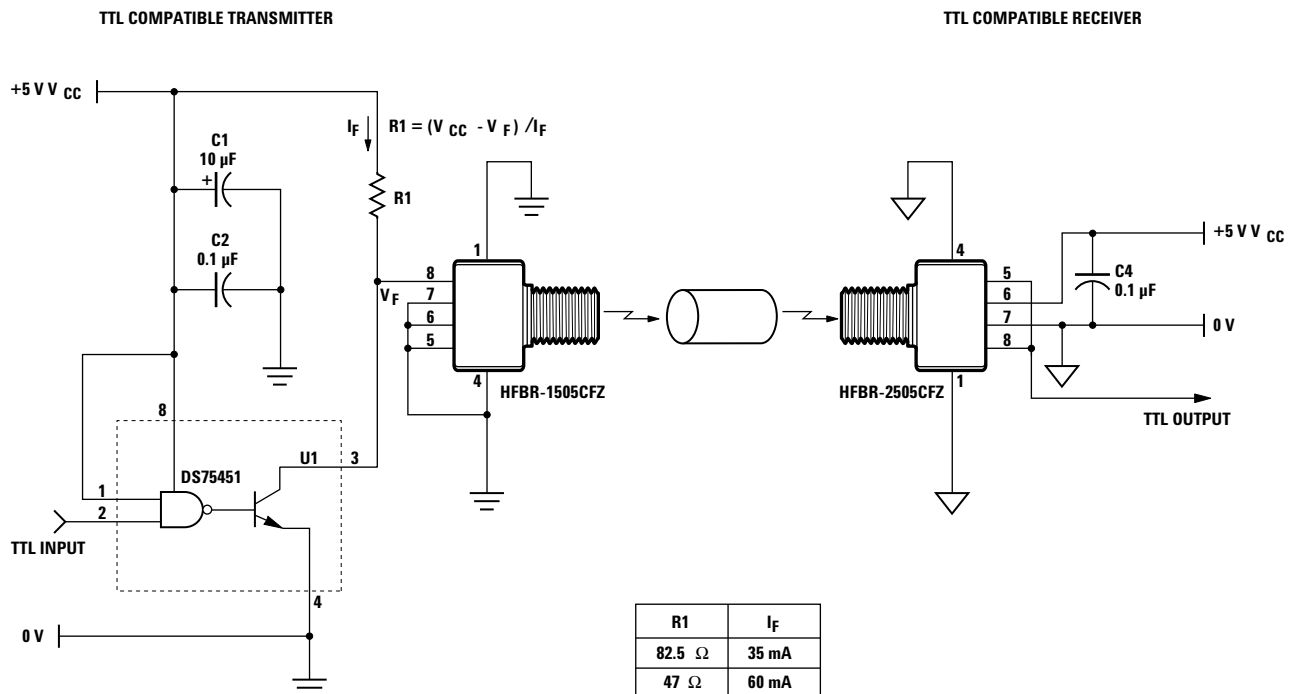 TTL COMPATIBLE TRANSMITTER
TTL COMPATIBLE RECEIVER
+5 V V CC
I F
R1 = (V CC - V F ) / I F
C1
10 µF
+
R1
C2
0.1 µF
1
8
V F
7
6
5
4
HFBR-1505CFZ
4
5
6
7
8
1
HFBR-2505CFZ
+5 V V CC
C4
0.1 µF
0 V
TTL OUTPUT
8
DS75451
U1
3
1
2
TTL INPUT
4
0 V
R1 I F
82.5 Ω 35 mA
47 Ω 60 mA